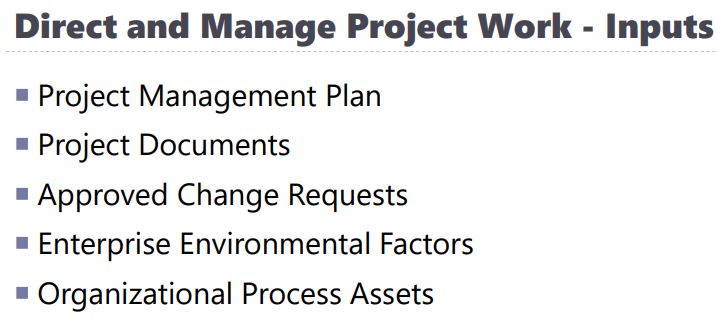 Direct and Manage Project Work - Inputs
Project Management Plan
Project Documents
Approved Change Requests
Enterprise Environmental Factors
Organizational Process Assets